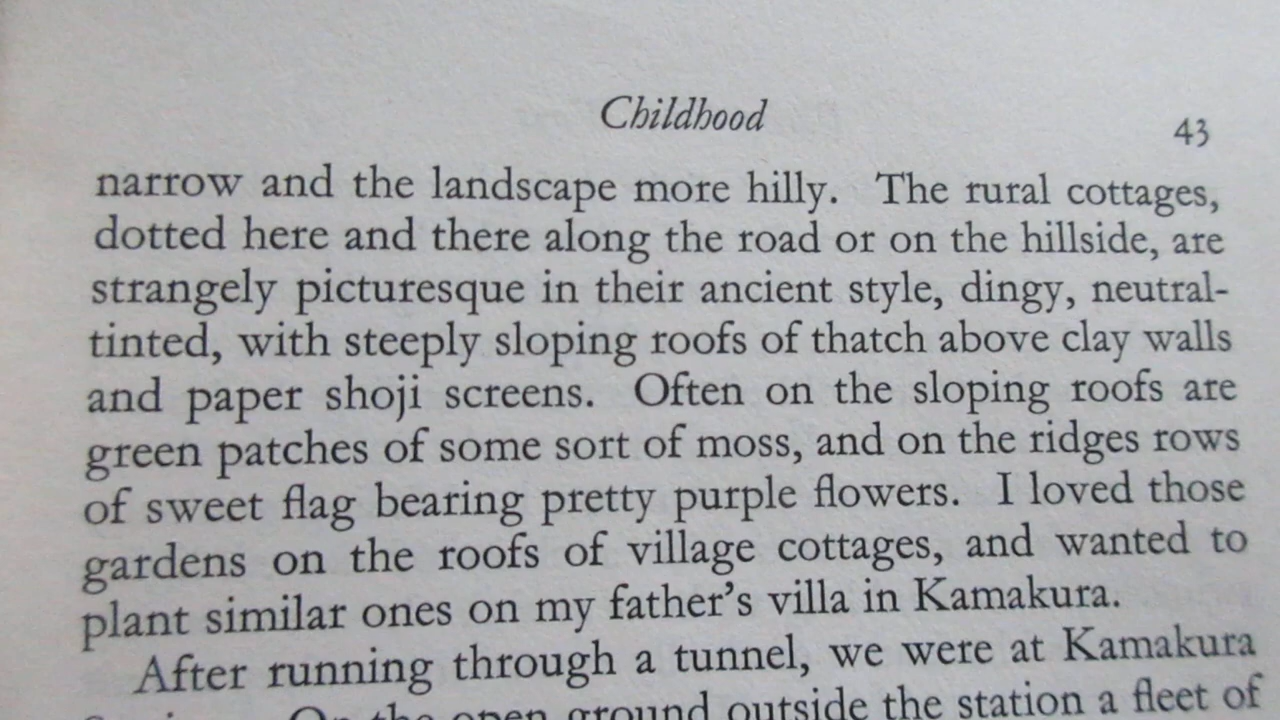 Childhood
43
narrow and the landscape more hilly. The rural cottages,
dotted here and there along the road or on the hillside, are
strangely picturesque in their ancient style, dingy, neutral-
tinted, with steeply sloping roofs of thatch above clay walls
and paper shoji screens. Often on the sloping roofs are
green patches of some sort of moss, and on the ridges rows
of sweet flag bearing pretty purple flowers. I loved those
gardens on the roofs of village cottages, and wanted to
plant similar ones on my father's villa in Kamakura.
After running through a tunnel, we were at Kamakura
On the open ground outside the station a fleet of